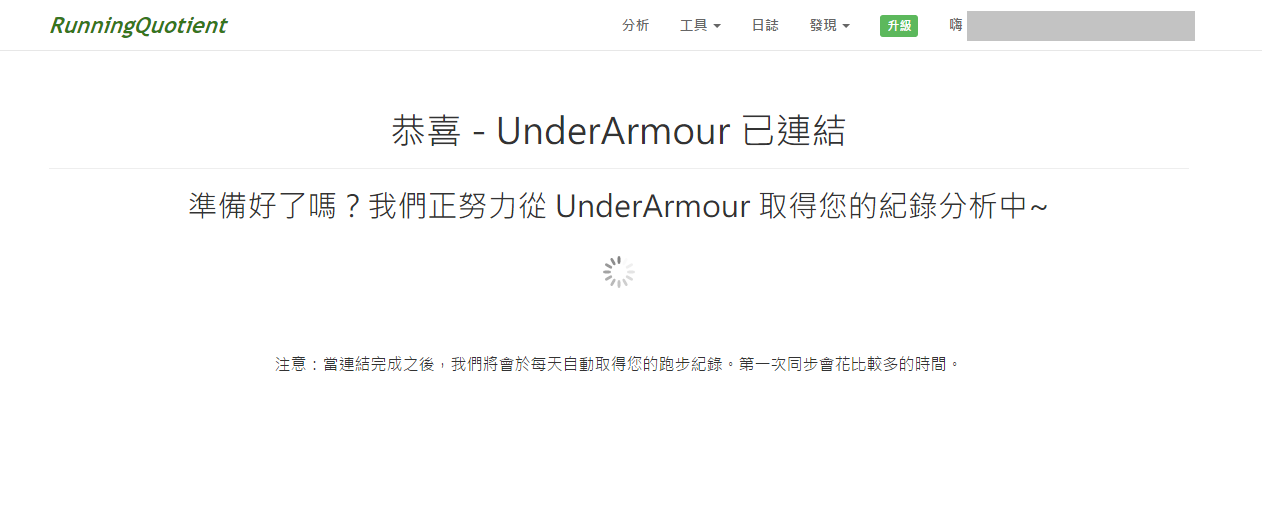 RunningQuotient 分析 工具 日誌 發現 升級 嗨
恭喜 - UnderArmour 已連結
準備好了嗎？我們正努力從 UnderArmour 取得您的紀錄分析中~
注意：當連結完成之後，我們將會於每天自動取得您的跑步紀錄。第一次同步會花比較多的時間。